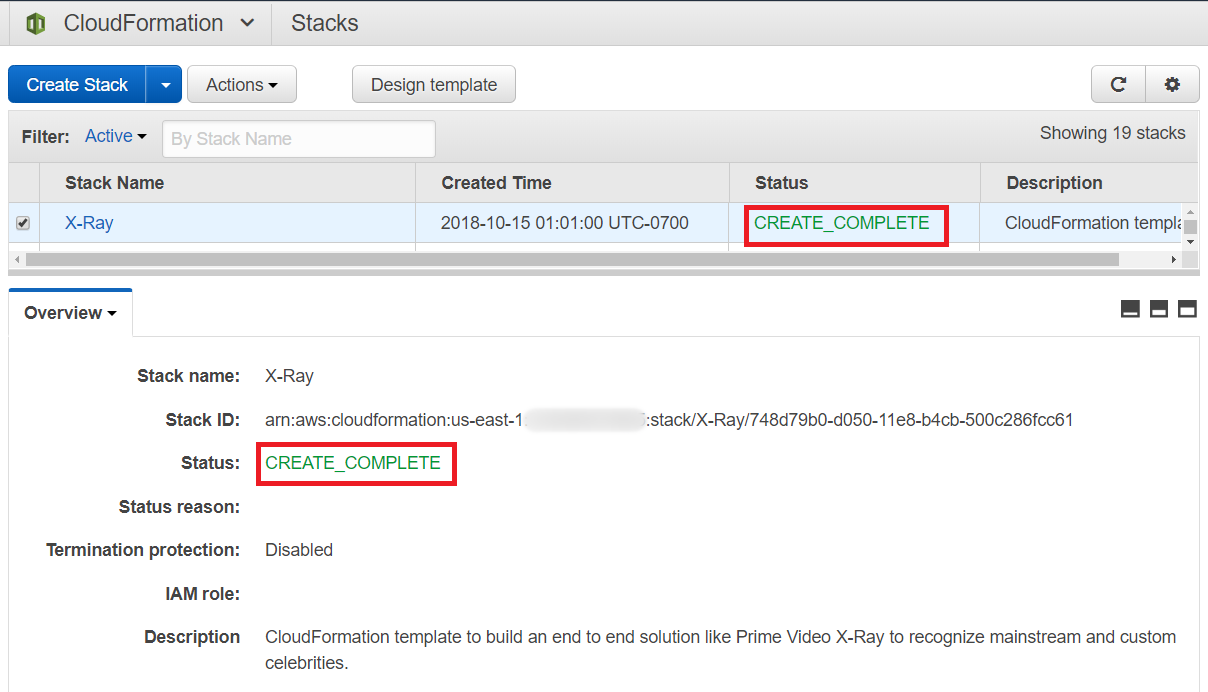 CloudFormation Stacks
Create Stack Actions Design template
Filter: Active By Stack Name Showing 19 stacks
Stack Name Created Time Status Description
X-Ray 2018-10-15 01:01:00 UTC-0700 CREATE_COMPLETE CloudFormation templa
Overview
Stack name: X-Ray
Stack ID: arn:aws:cloudformation:us-east-1 :stack/X-Ray/748d79b0-d050-11e8-b4cb-500c286fcc61
Status: CREATE_COMPLETE
Status reason:
Termination protection: Disabled
IAM role:
Description CloudFormation template to build an end to end solution like Prime Video X-Ray to recognize mainstream and custom
celebrities.